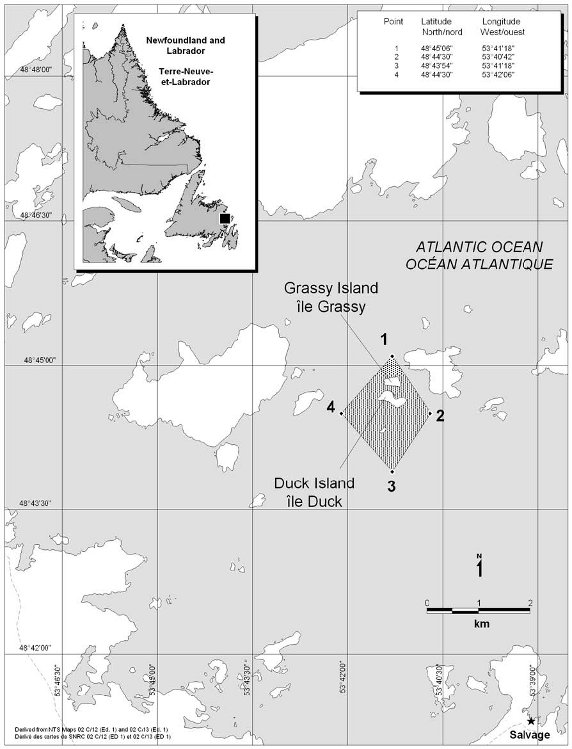 Newfoundland and
Labrador
Terre-Neuve-
et-Labrador
Point Latitude Longitude
North/nord West/ouest
1 48°45'06" 53°41'18"
2 48°44'30" 53°40'42"
3 48°43'54" 53°41'18"
4 48°44'30" 53°42'06"
48°48'00"
48°46'30"
ATLANTIC OCEAN
OCÉAN ATLANTIQUE
Grassy Island
île Grassy
1
48°45'00"
4
2
Duck Island
île Duck
3
48°43'30"
N
0 1 2
km
48°42'00"
53°46'30"
53°45'00"
53°42'00"
53°40'30"
53°39'00"
Salvage
Derived from NTS Maps 02 C/12 (Ed. 1) and 02 C/13 (Ed. 1)
Dérivé des cartes de SNRC 02 C/12 (ED 1) et 02 C/13 (ED 1)